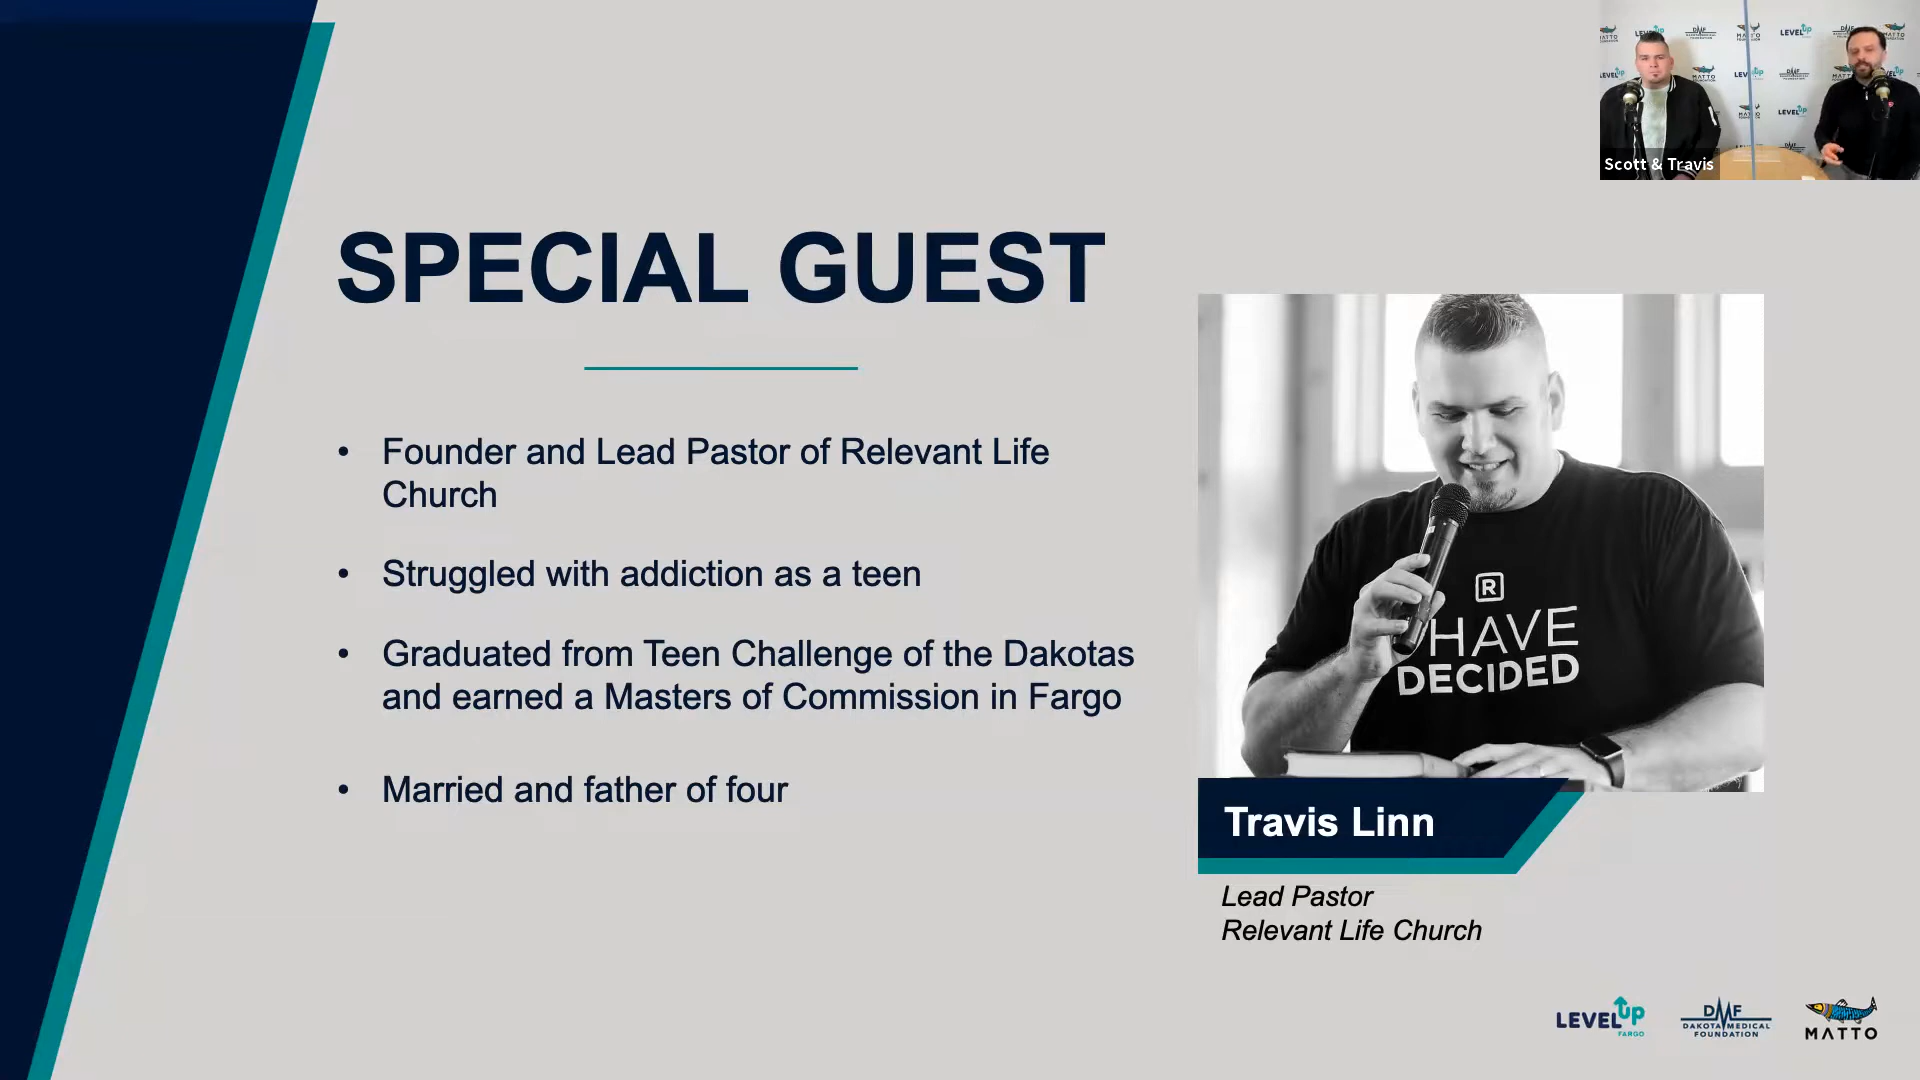 Scott & Travis
SPECIAL GUEST
• Founder and Lead Pastor of Relevant Life
Church
• Struggled with addiction as a teen
• Graduated from Teen Challenge of the Dakotas
and earned a Masters of Commission in Fargo
• Married and father of four
R
HAVE
DECIDED
Travis Linn
Lead Pastor
Relevant Life Church
LEVEL UP
FARGO
DMF
DAKOTA MEDICAL
FOUNDATION
MATTO